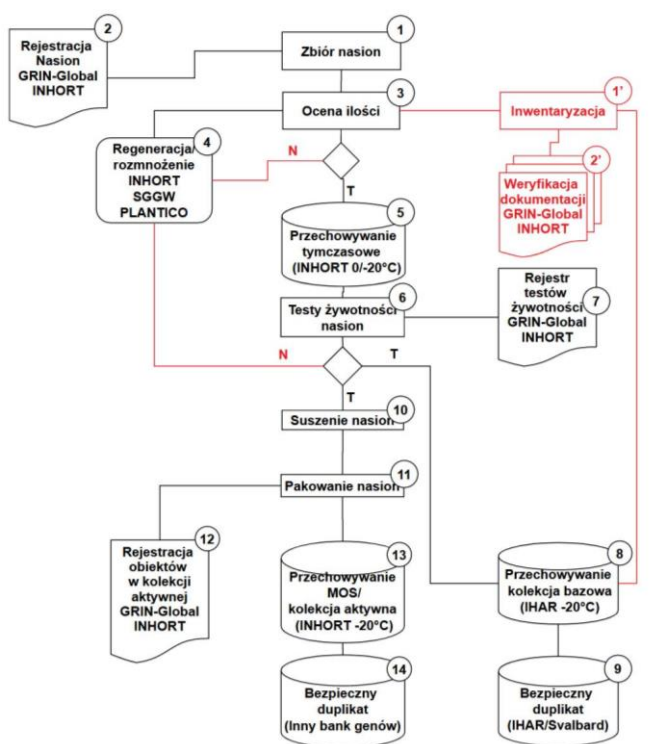 1
Zbiór nasion
2
Rejestracja
Nasion
GRIN-Global
INHORT
3
Ocena ilości
1'
Inwentaryzacja
4
Regeneracja/
rozmnożenie
INHORT
SGGW
PLANTICO
N
T
2'
Weryfikacja
dokumentacji
GRIN-Global
INHORT
5
Przechowywanie
tymczasowe
(INHORT 0/-20°C)
6
Testy żywotności
nasion
7
Rejestr
testów
żywotności
GRIN-Global
INHORT
N
T
T
10
Suszenie nasion
11
Pakowanie nasion
12
Rejestracja
obiektów
w kolekcji
aktywnej
GRIN-Global
INHORT
13
Przechowywanie
MOS/
kolekcja aktywna
(INHORT -20°C)
8
Przechowywanie
kolekcja bazowa
(IHAR -20°C)
14
Bezpieczny
duplikat
(Inny bank genów)
9
Bezpieczny
duplikat
(IHAR/Svalbard)